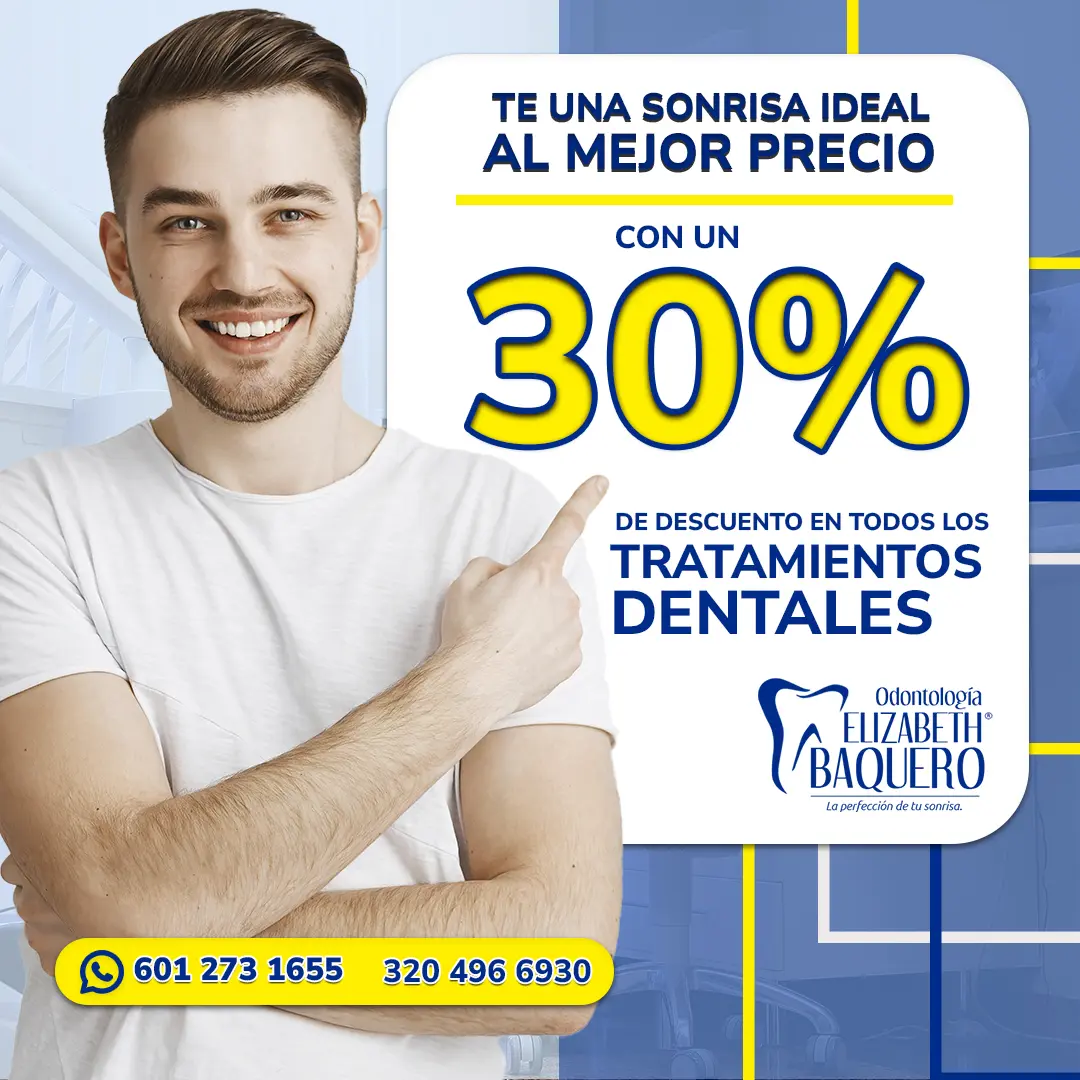 TE UNA SONRISA IDEAL
AL MEJOR PRECIO
CON UN
30%
DE DESCUENTO EN TODOS LOS
TRATAMIENTOS
DENTALES
Odontología
ELIZABETH®
BAQUERO
La perfección de tu sonrisa.
601 273 1655 320 496 6930